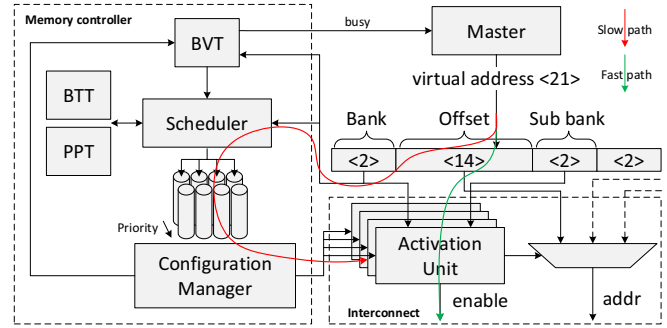 Memory controller
busy
Master
Slow path
BVT
Fast path
virtual address <21>
BTT
Bank
Offset
Sub bank
Scheduler
PPT
<2>
<14>
<2>
<2>
Priority
Configuration
Manager
Activation
Unit
enable
addr
Interconnect